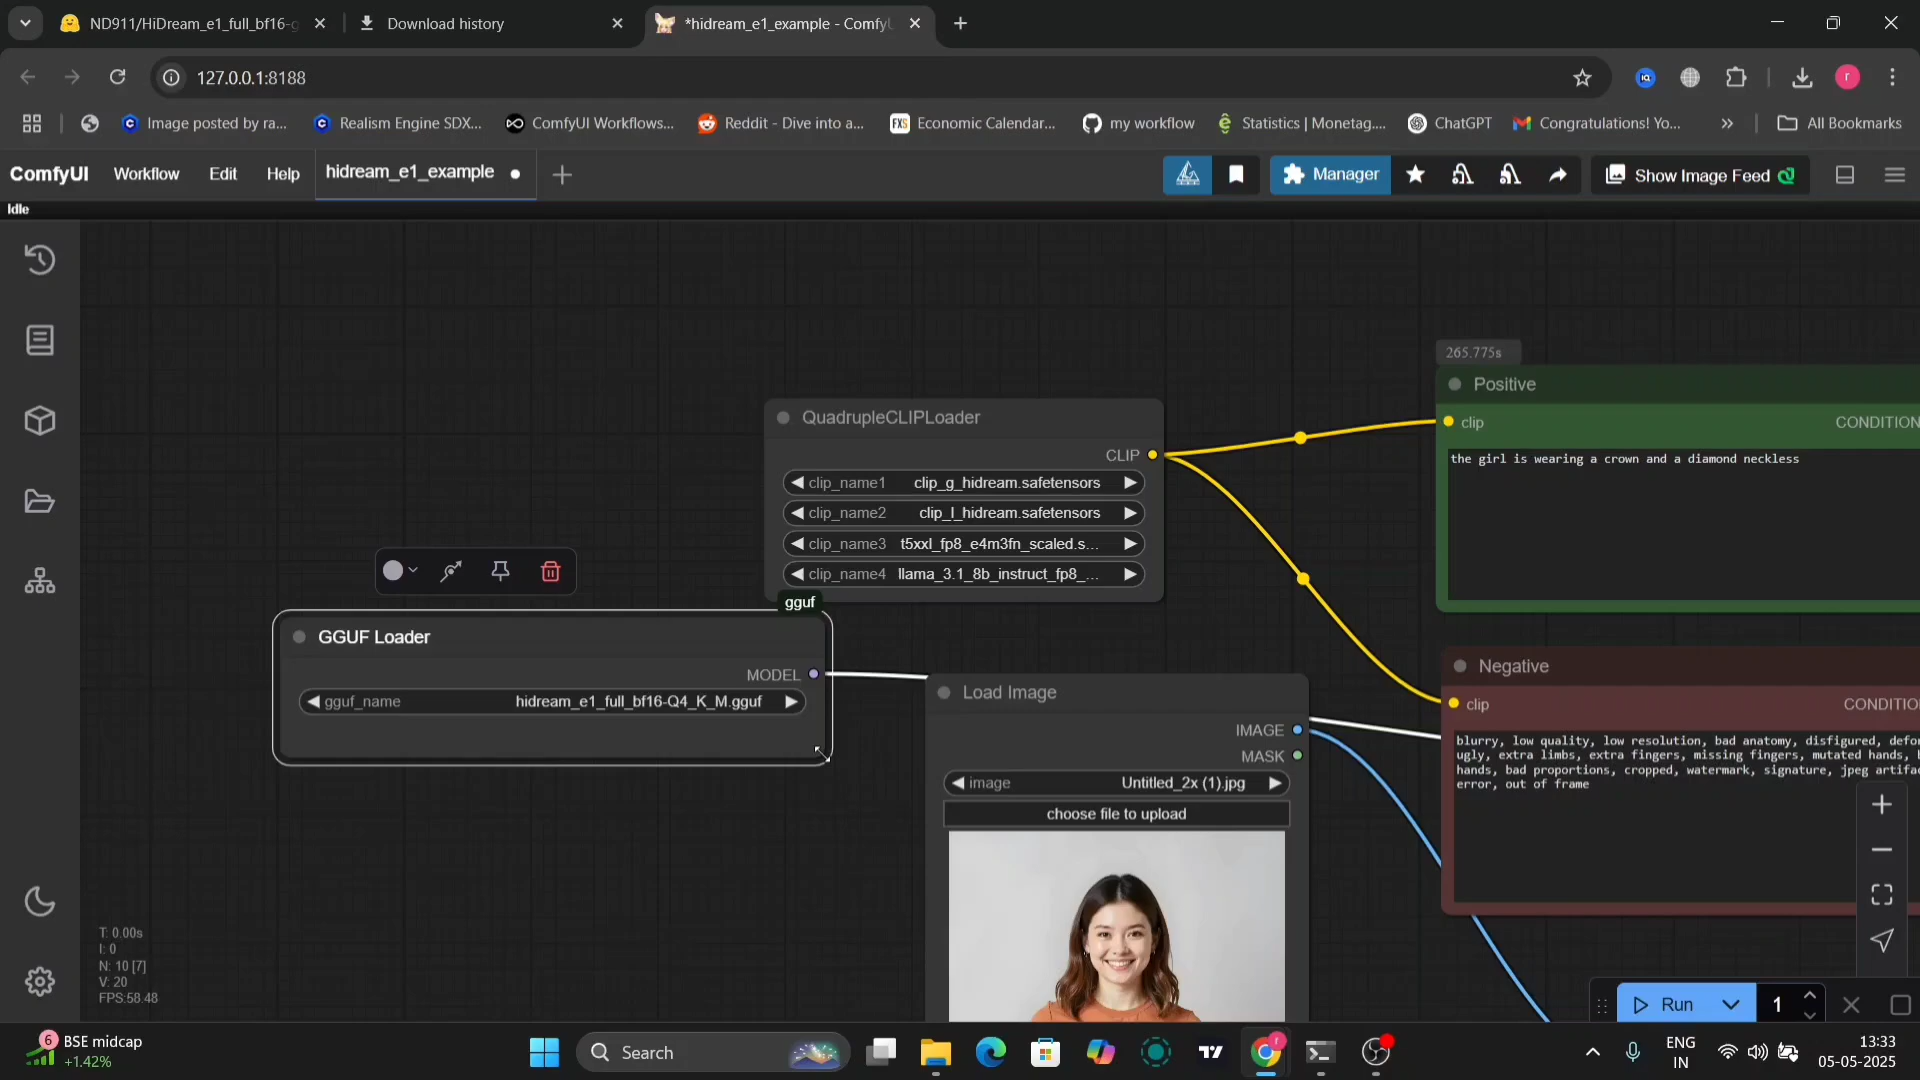 ND911/HiDream_e1_full_bf16-g
Download history
*hidream_e1_example - ComfyU
127.0.0.1:8188
Image posted by ra...
Realism Engine SDX...
ComfyUI Workflows...
Reddit - Dive into a...
FXS
Economic Calendar...
my workflow
Statistics | Monetag....
ChatGPT
Congratulations! Yo...
All Bookmarks
ComfyUI
Workflow
Edit
Help
hidream_e1_example
Manager
Show Image Feed
Idle
265.775s
Positive
clip
CONDITION
the girl is wearing a crown and a diamond neckless
QuadrupleCLIPLoader
CLIP
clip_name1 clip_g_hidream.safetensors
clip_name2 clip_l_hidream.safetensors
clip_name3 t5xxl_fp8_e4m3fn_scaled.s...
clip_name4 llama_3.1_8b_instruct_fp8_...
gguf
GGUF Loader
MODEL
gguf_name hidream_e1_full_bf16-Q4_K_M.gguf
Load Image
IMAGE
MASK
image Untitled_2x (1).jpg
choose file to upload
Negative
clip
CONDITIO
blurry, low quality, low resolution, bad anatomy, disfigured, defo
ugly, extra limbs, extra fingers, missing fingers, mutated hands, b
hands, bad proportions, cropped, watermark, signature, jpeg artifa
error, out of frame
T: 0.00s
I: 0
N: 10 [7]
V: 20
FPS:58.48
Run
1
6
BSE midcap
+1.42%
Search
ENG
IN
13:33
05-05-2025